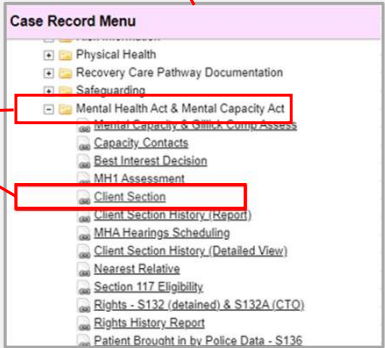 Case Record Menu
Risk Information
Physical Health
Recovery Care Pathway Documentation
Safeguarding
Mental Health Act & Mental Capacity Act
Mental Capacity & Gillick Comp Assess
Capacity Contacts
Best Interest Decision
MH1 Assessment
Client Section
Client Section History (Report)
MHA Hearings Scheduling
Client Section History (Detailed View)
Nearest Relative
Section 117 Eligibility
Rights - S132 (detained) & S132A (CTO)
Rights History Report
Patient Brought in by Police Data - S136